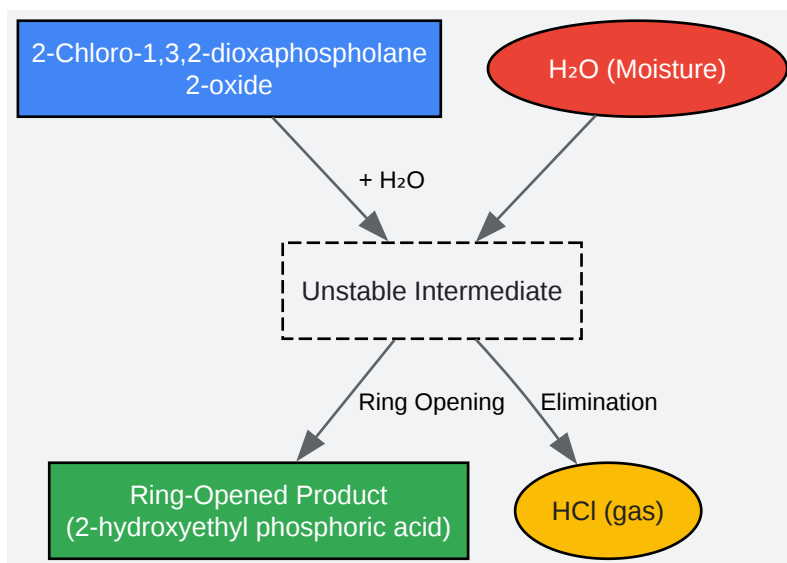 2-Chloro-1,3,2-dioxaphospholane
2-oxide
H₂O (Moisture)
+ H₂O
Unstable Intermediate
Ring Opening
Elimination
Ring-Opened Product
(2-hydroxyethyl phosphoric acid)
HCl (gas)